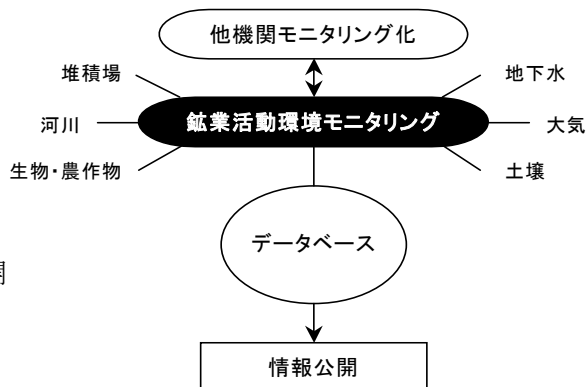 他機関モニタリング化
堆積場
地下水
河川
鉱業活動環境モニタリング
大気
生物・農作物
土壌
データベース
情報公開